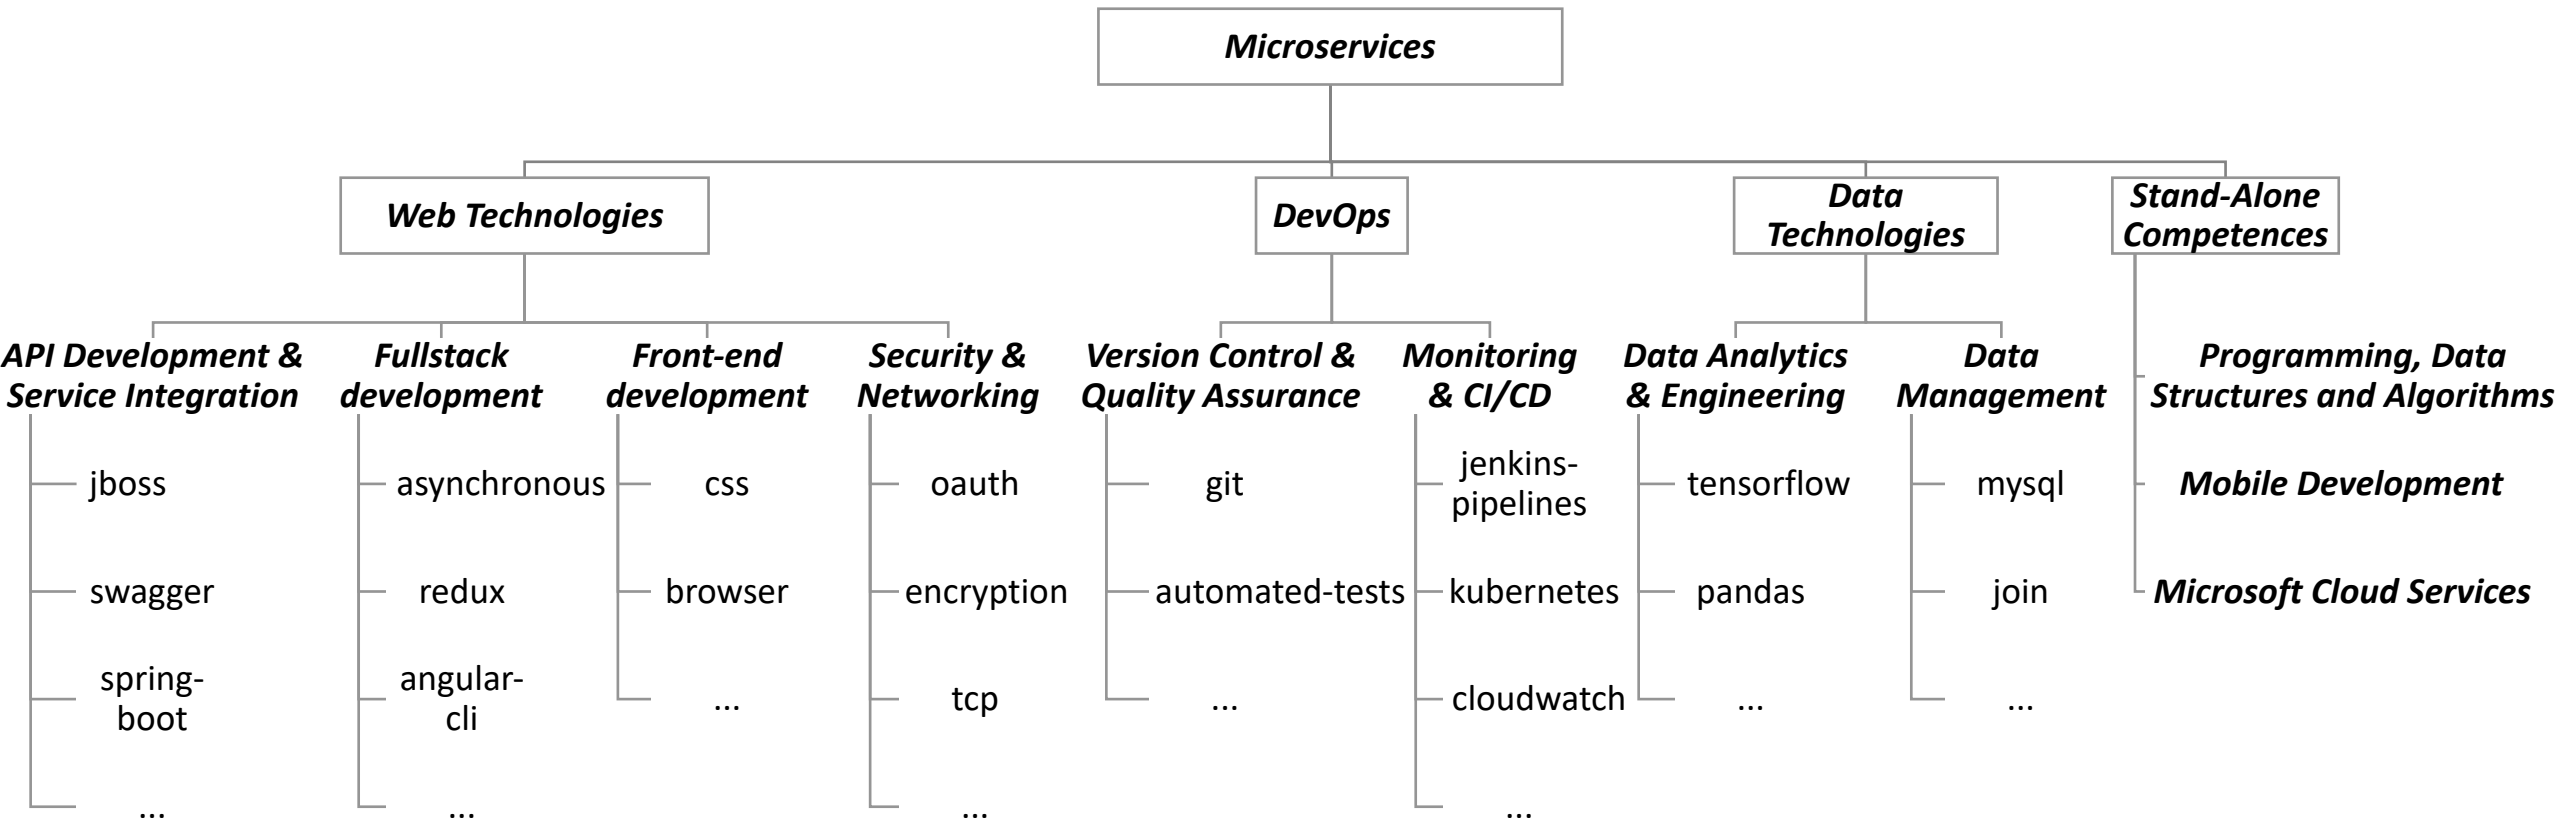 Microservices
Web Technologies
DevOps
Data
Technologies
Stand-Alone
Competences
API Development &
Service Integration
Fullstack
development
Front-end
development
Security &
Networking
Version Control &
Quality Assurance
Monitoring
& CI/CD
Data Analytics
& Engineering
Data
Management
Programming, Data
Structures and Algorithms
jboss
asynchronous
css
oauth
git
jenkins-
pipelines
tensorflow
mysql
Mobile Development
swagger
redux
browser
encryption
automated-tests
kubernetes
pandas
join
Microsoft Cloud Services
spring-
boot
angular-
cli
...
tcp
...
cloudwatch
...
...
...
...
...
...